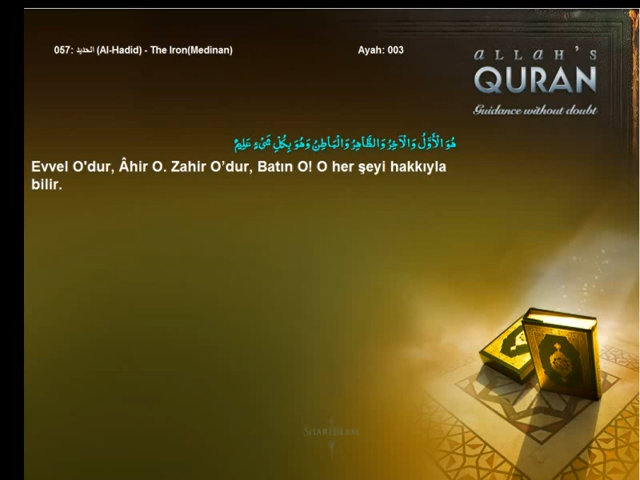 057: الحديد (Al-Hadid) - The Iron(Medinan)
Ayah: 003
ALLAH'S
QURAN
Guidance without doubt
هُوَ الْأَوَّلُ وَالْآخِرُ وَالظَّاهِرُ وَالْبَاطِنُ وَهُوَ بِكُلِّ شَيْءٍ عَلِيمٌ
Evvel O'dur, Âhir O. Zahir O'dur, Batın O! O her şeyi hakkıyla
bilir.